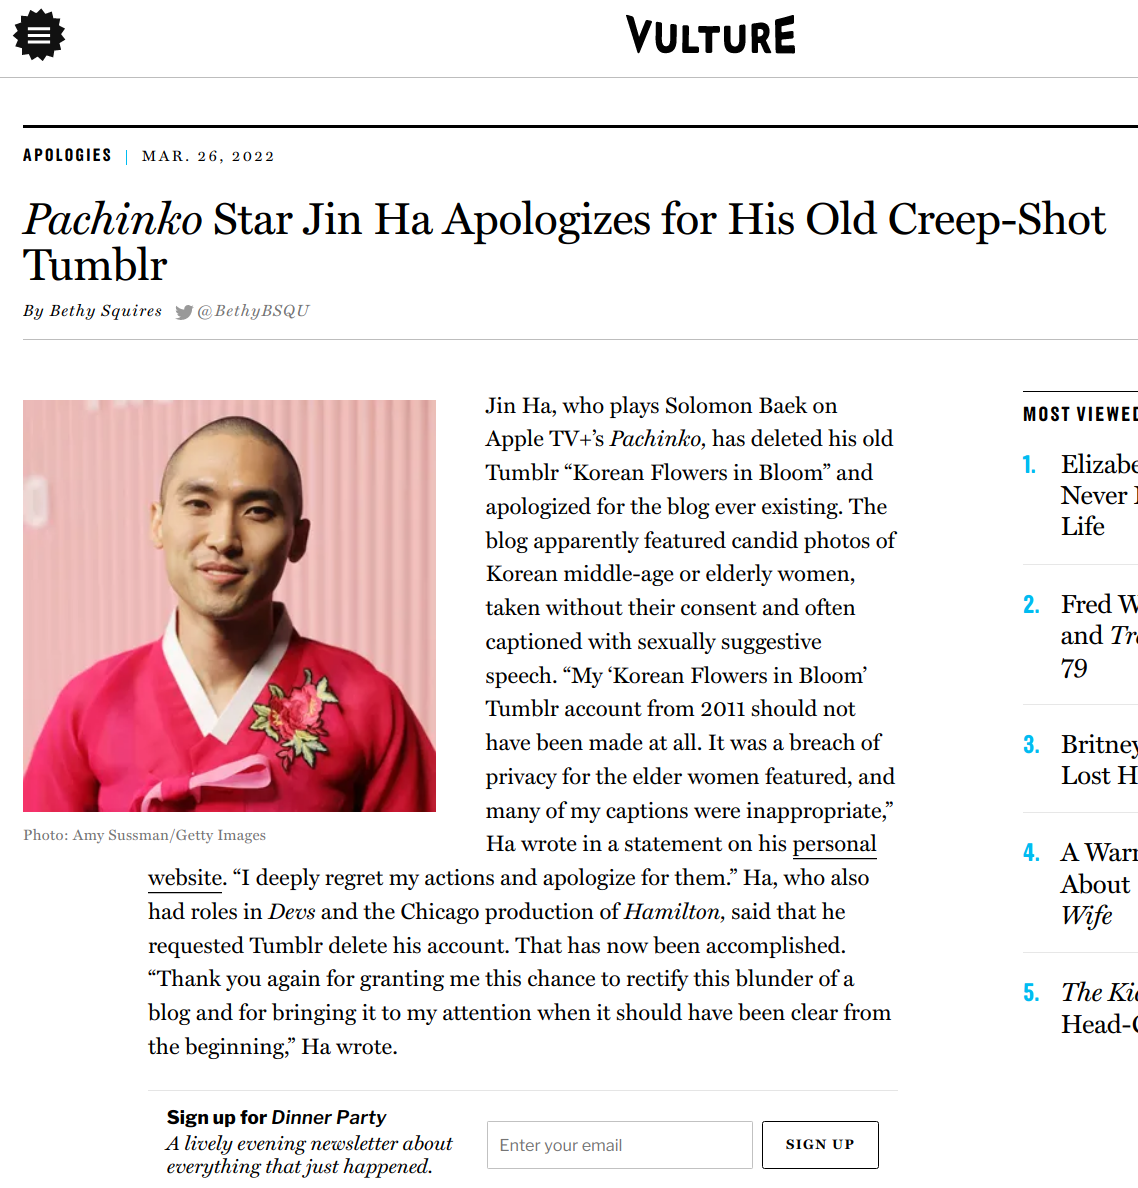 VULTURE
APOLOGIES | MAR. 26, 2022
Pachinko Star Jin Ha Apologizes for His Old Creep-Shot
Tumblr
By Bethy Squires @BethyBSQU
Jin Ha, who plays Solomon Baek on
Apple TV+’s Pachinko, has deleted his old
Tumblr “Korean Flowers in Bloom” and
apologized for the blog ever existing. The
blog apparently featured candid photos of
Korean middle-age or elderly women,
taken without their consent and often
captioned with sexually suggestive
speech. “My ‘Korean Flowers in Bloom’
Tumblr account from 2011 should not
have been made at all. It was a breach of
privacy for the elder women featured, and
many of my captions were inappropriate,”
Ha wrote in a statement on his personal
website. “I deeply regret my actions and apologize for them.” Ha, who also
had roles in Devs and the Chicago production of Hamilton, said that he
requested Tumblr delete his account. That has now been accomplished.
“Thank you again for granting me this chance to rectify this blunder of a
blog and for bringing it to my attention when it should have been clear from
the beginning,” Ha wrote.
Photo: Amy Sussman/Getty Images
Sign up for Dinner Party
A lively evening newsletter about
everything that just happened.
Enter your email
SIGN UP
MOST VIEWED
1. Elizabe
Never
Life
2. Fred W
and Tr
79
3. Britney
Lost H
4. A Warn
About
Wife
5. The Ki
Head-